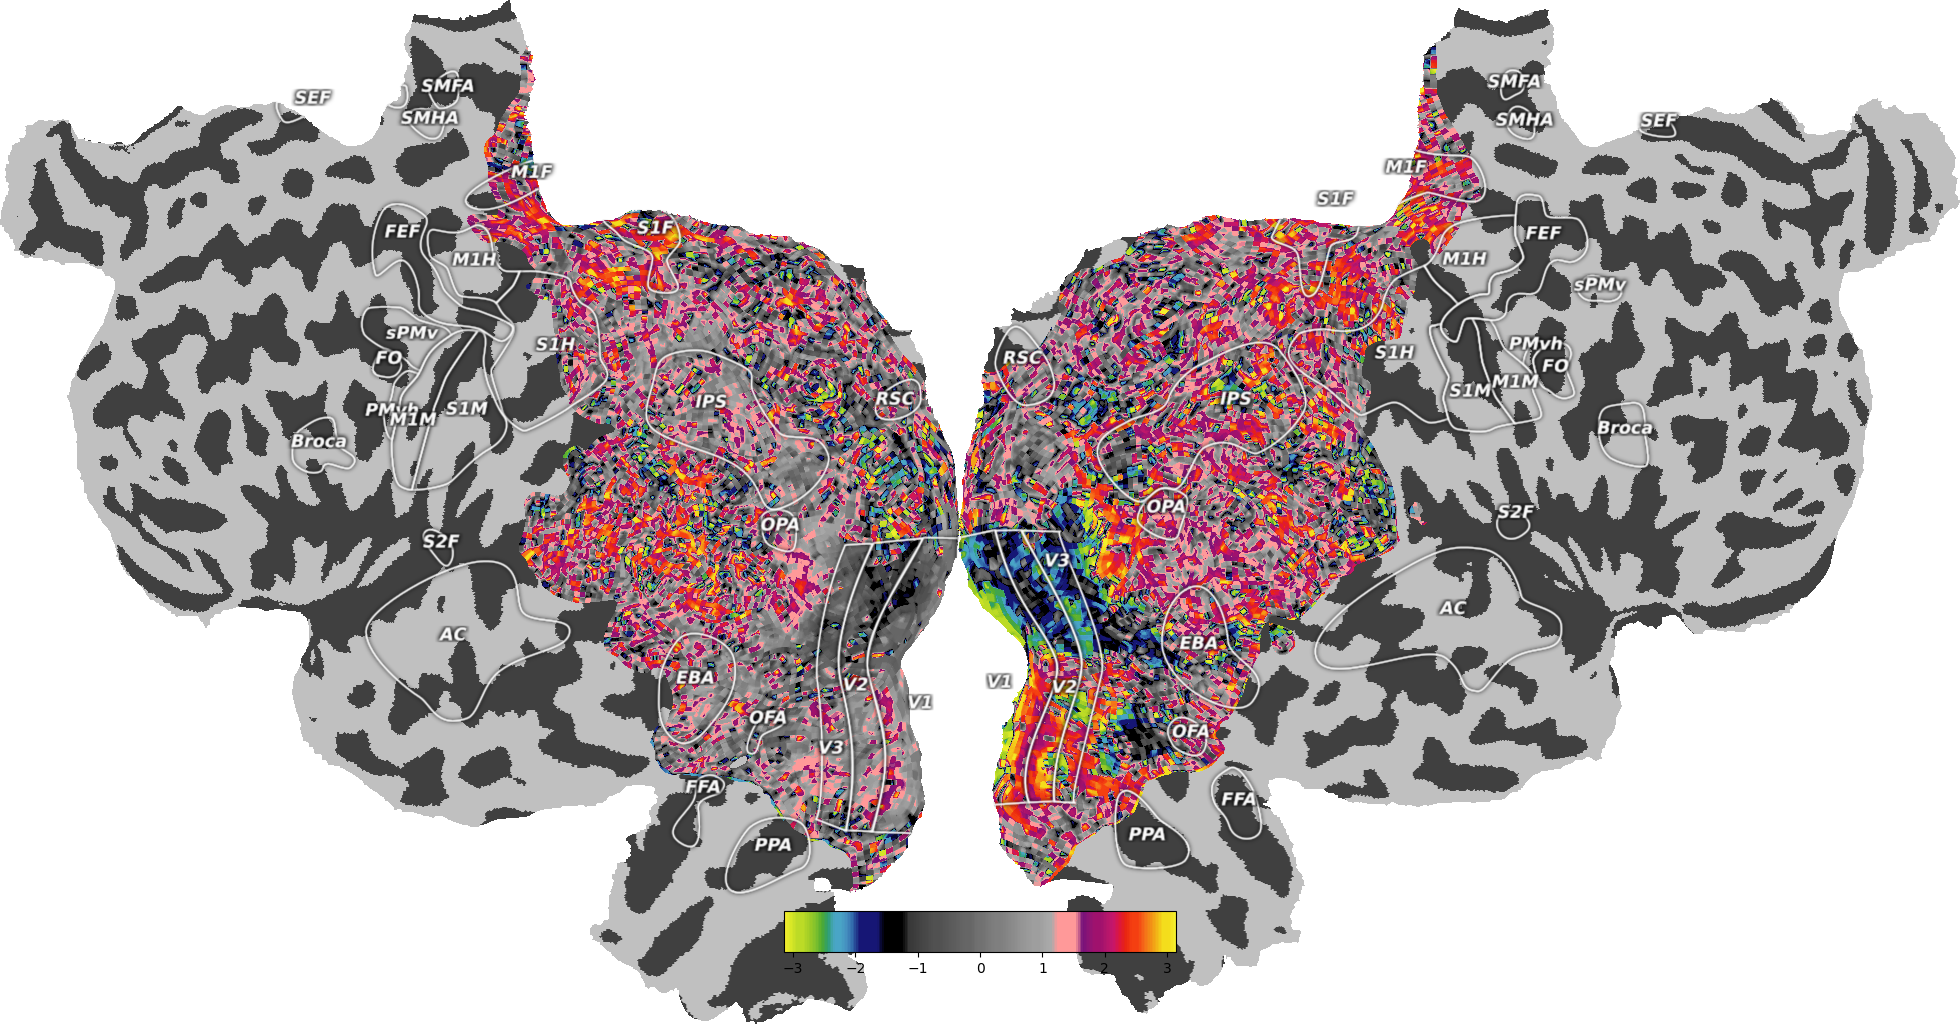 SMFA
SEF
SMHA
M1F
FEF
S1F
M1H
sPMv
FO
S1H
PMvh
M1M
S1M
IPS
RSC
Broca
OPA
S2F
AC
EBA
V2
V1
OFA
V3
FFA
PPA
SMFA
SMHA
SEF
M1F
S1F
FEF
M1H
sPMv
RSC
S1H
PMvh
FO
M1M
S1M
IPS
Broca
OPA
S2F
V3
AC
EBA
V1
V2
OFA
FFA
PPA
−3 −2 −1 0 1 2 3